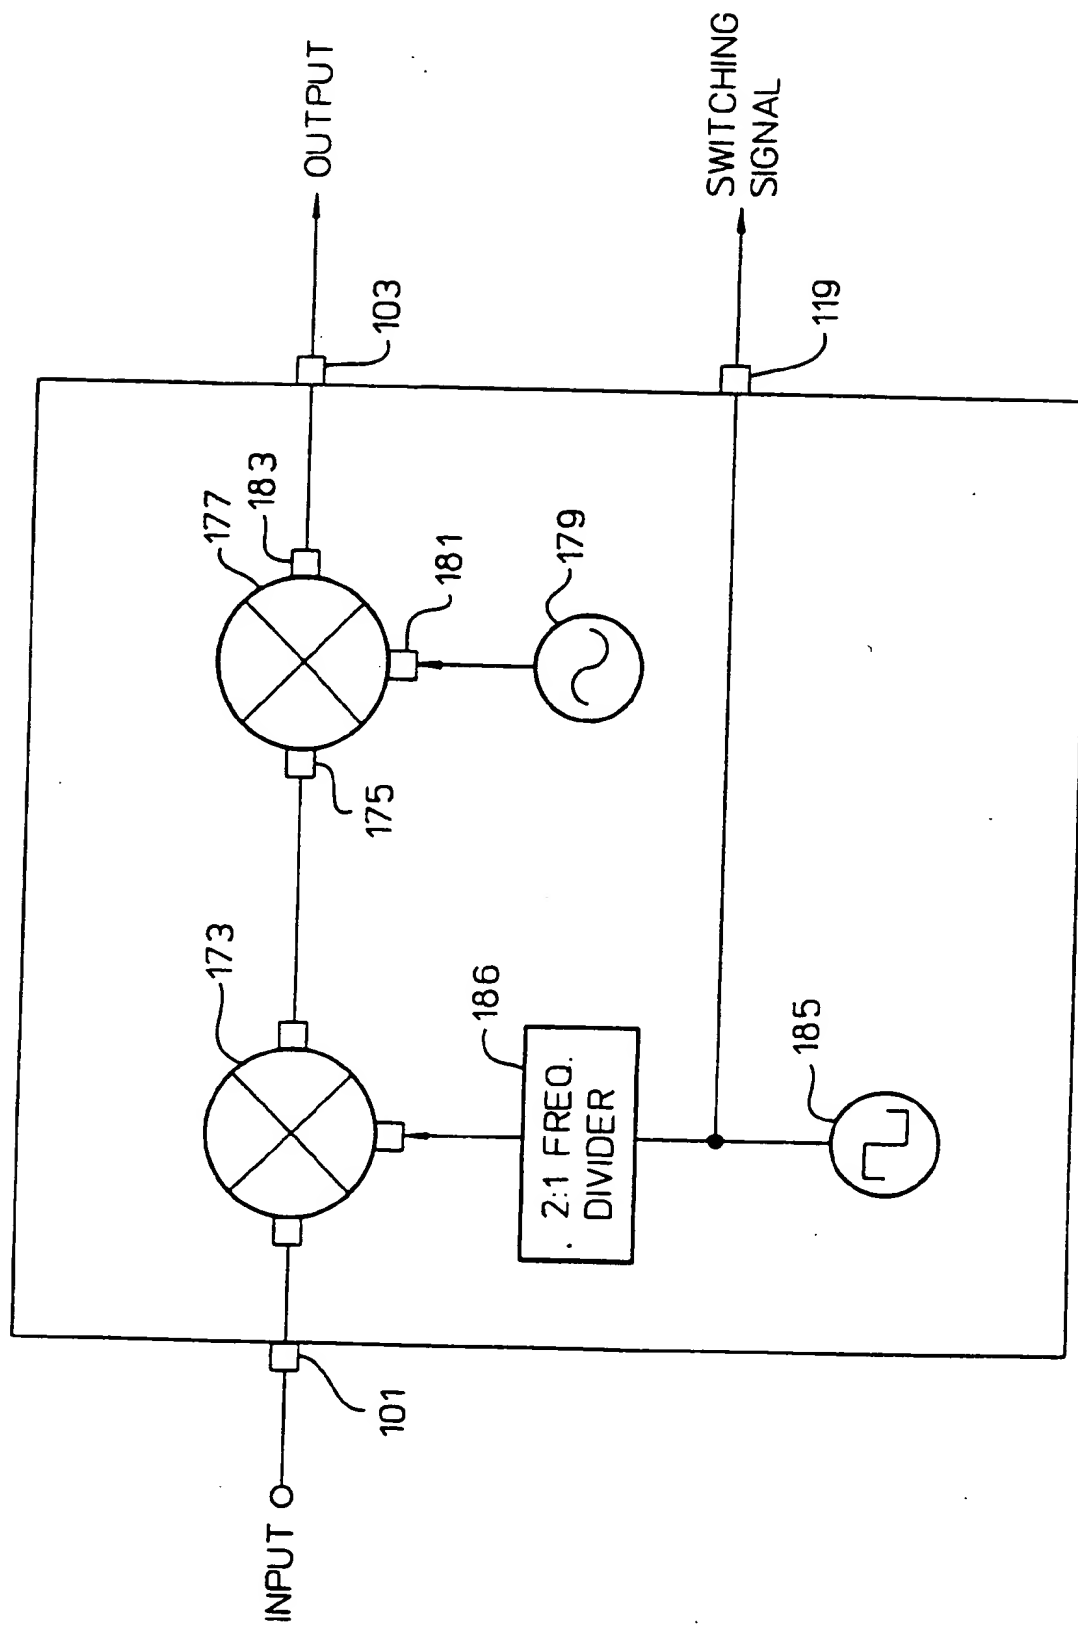 INPUT
101
173
175
177
183
181
179
103
OUTPUT
2:1 FREQ.
DIVIDER
186
185
119
SWITCHING
SIGNAL